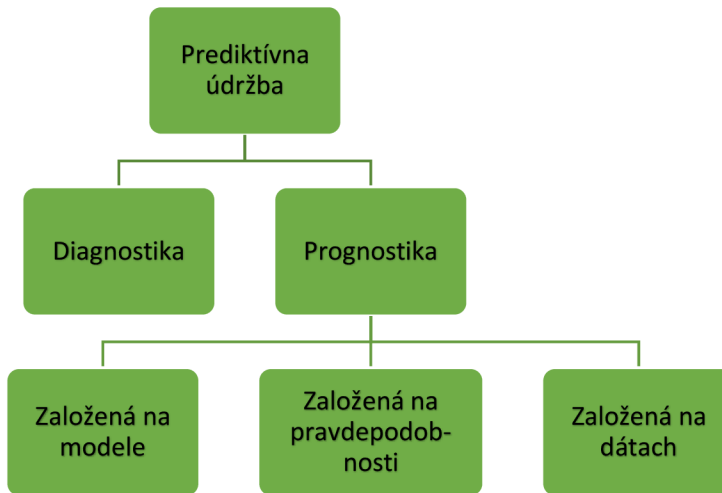 Prediktívna
údržba
Diagnostika
Prognostika
Založená na
modele
Založená na
pravdepodob-
nosti
Založená na
dátach